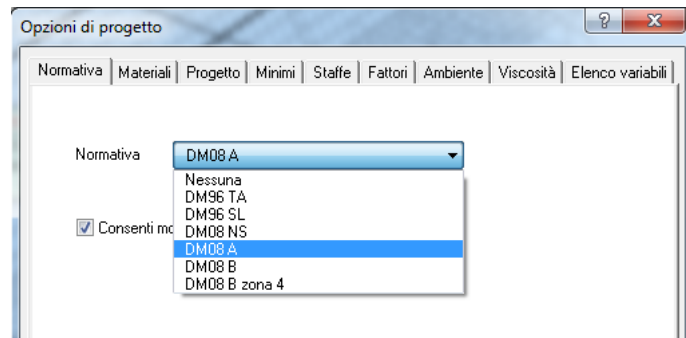 Opzioni di progetto
Normativa Materiali Progetto Minimi Staffe Fattori Ambiente Viscosità Elenco variabili
Normativa DM08 A
Nessuna
DM96 TA
DM96 SL
Consenti
DM08 NS
DM08 A
DM08 B
DM08 B zona 4